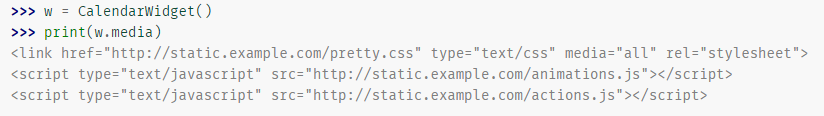 >>> w = CalendarWidget()
>>> print(w.media)
<link href="http://static.example.com/pretty.css" type="text/css" media="all" rel="stylesheet">
<script type="text/javascript" src="http://static.example.com/animations.js"></script>
<script type="text/javascript" src="http://static.example.com/actions.js"></script>